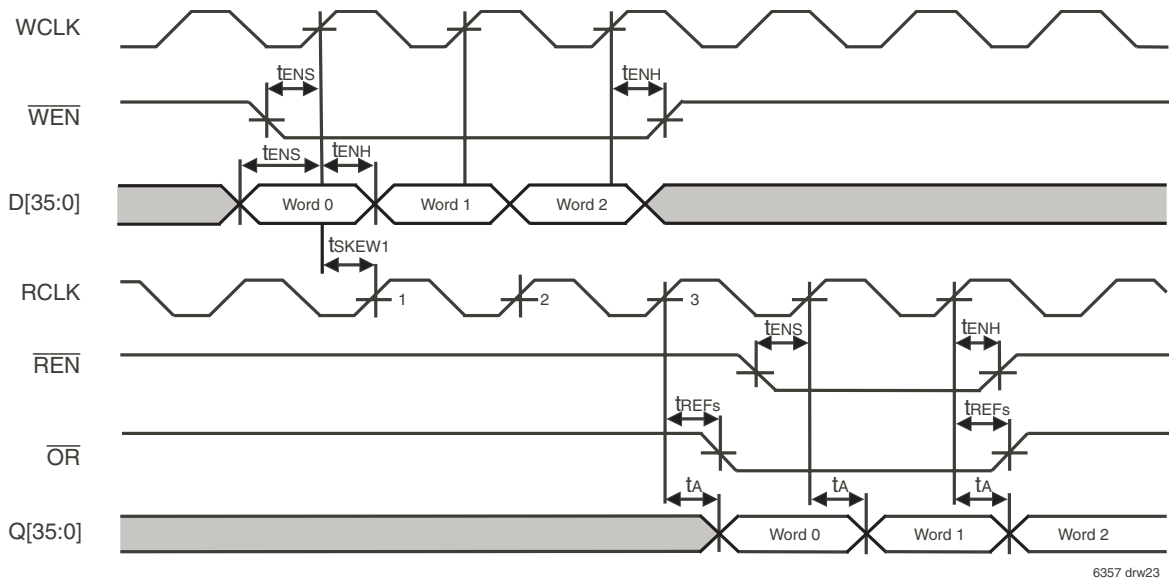 WCLK
tENS
tENH
WEN
tENS
tENH
D[35:0]
Word 0
Word 1
Word 2
tSKEW1
RCLK
1
2
3
tENS
tENH
REN
tREFs
tREFs
OR
tA
tA
tA
Q[35:0]
Word 0
Word 1
Word 2
6357 drw23